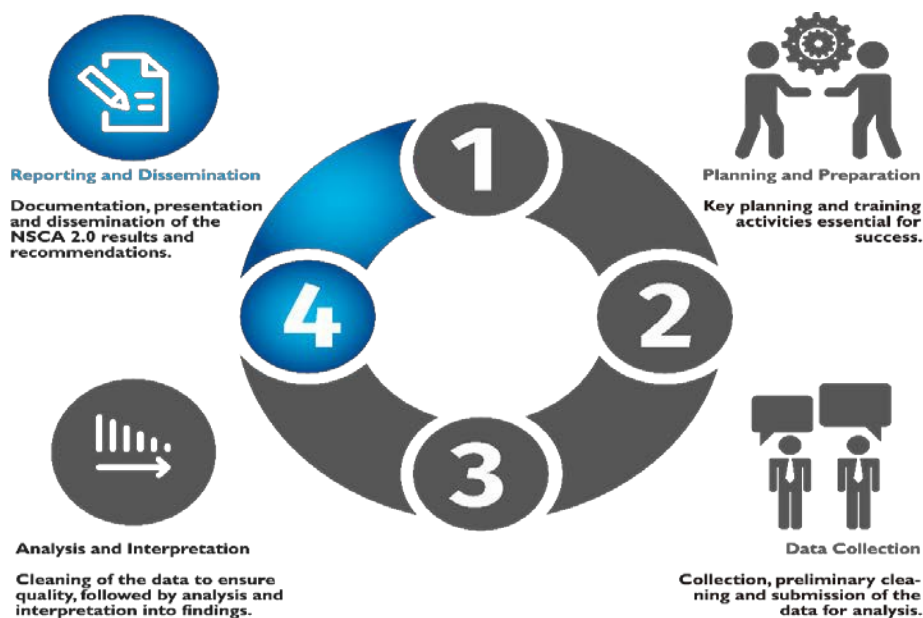 1
Planning and Preparation
Key planning and training
activities essential for
success.
2
Data Collection
Collection, preliminary clea-
ning and submission of the
data for analysis.
3
Analysis and Interpretation
Cleaning of the data to ensure
quality, followed by analysis and
interpretation into findings.
4
Reporting and Dissemination
Documentation, presentation
and dissemination of the
NSCA 2.0 results and
recommendations.